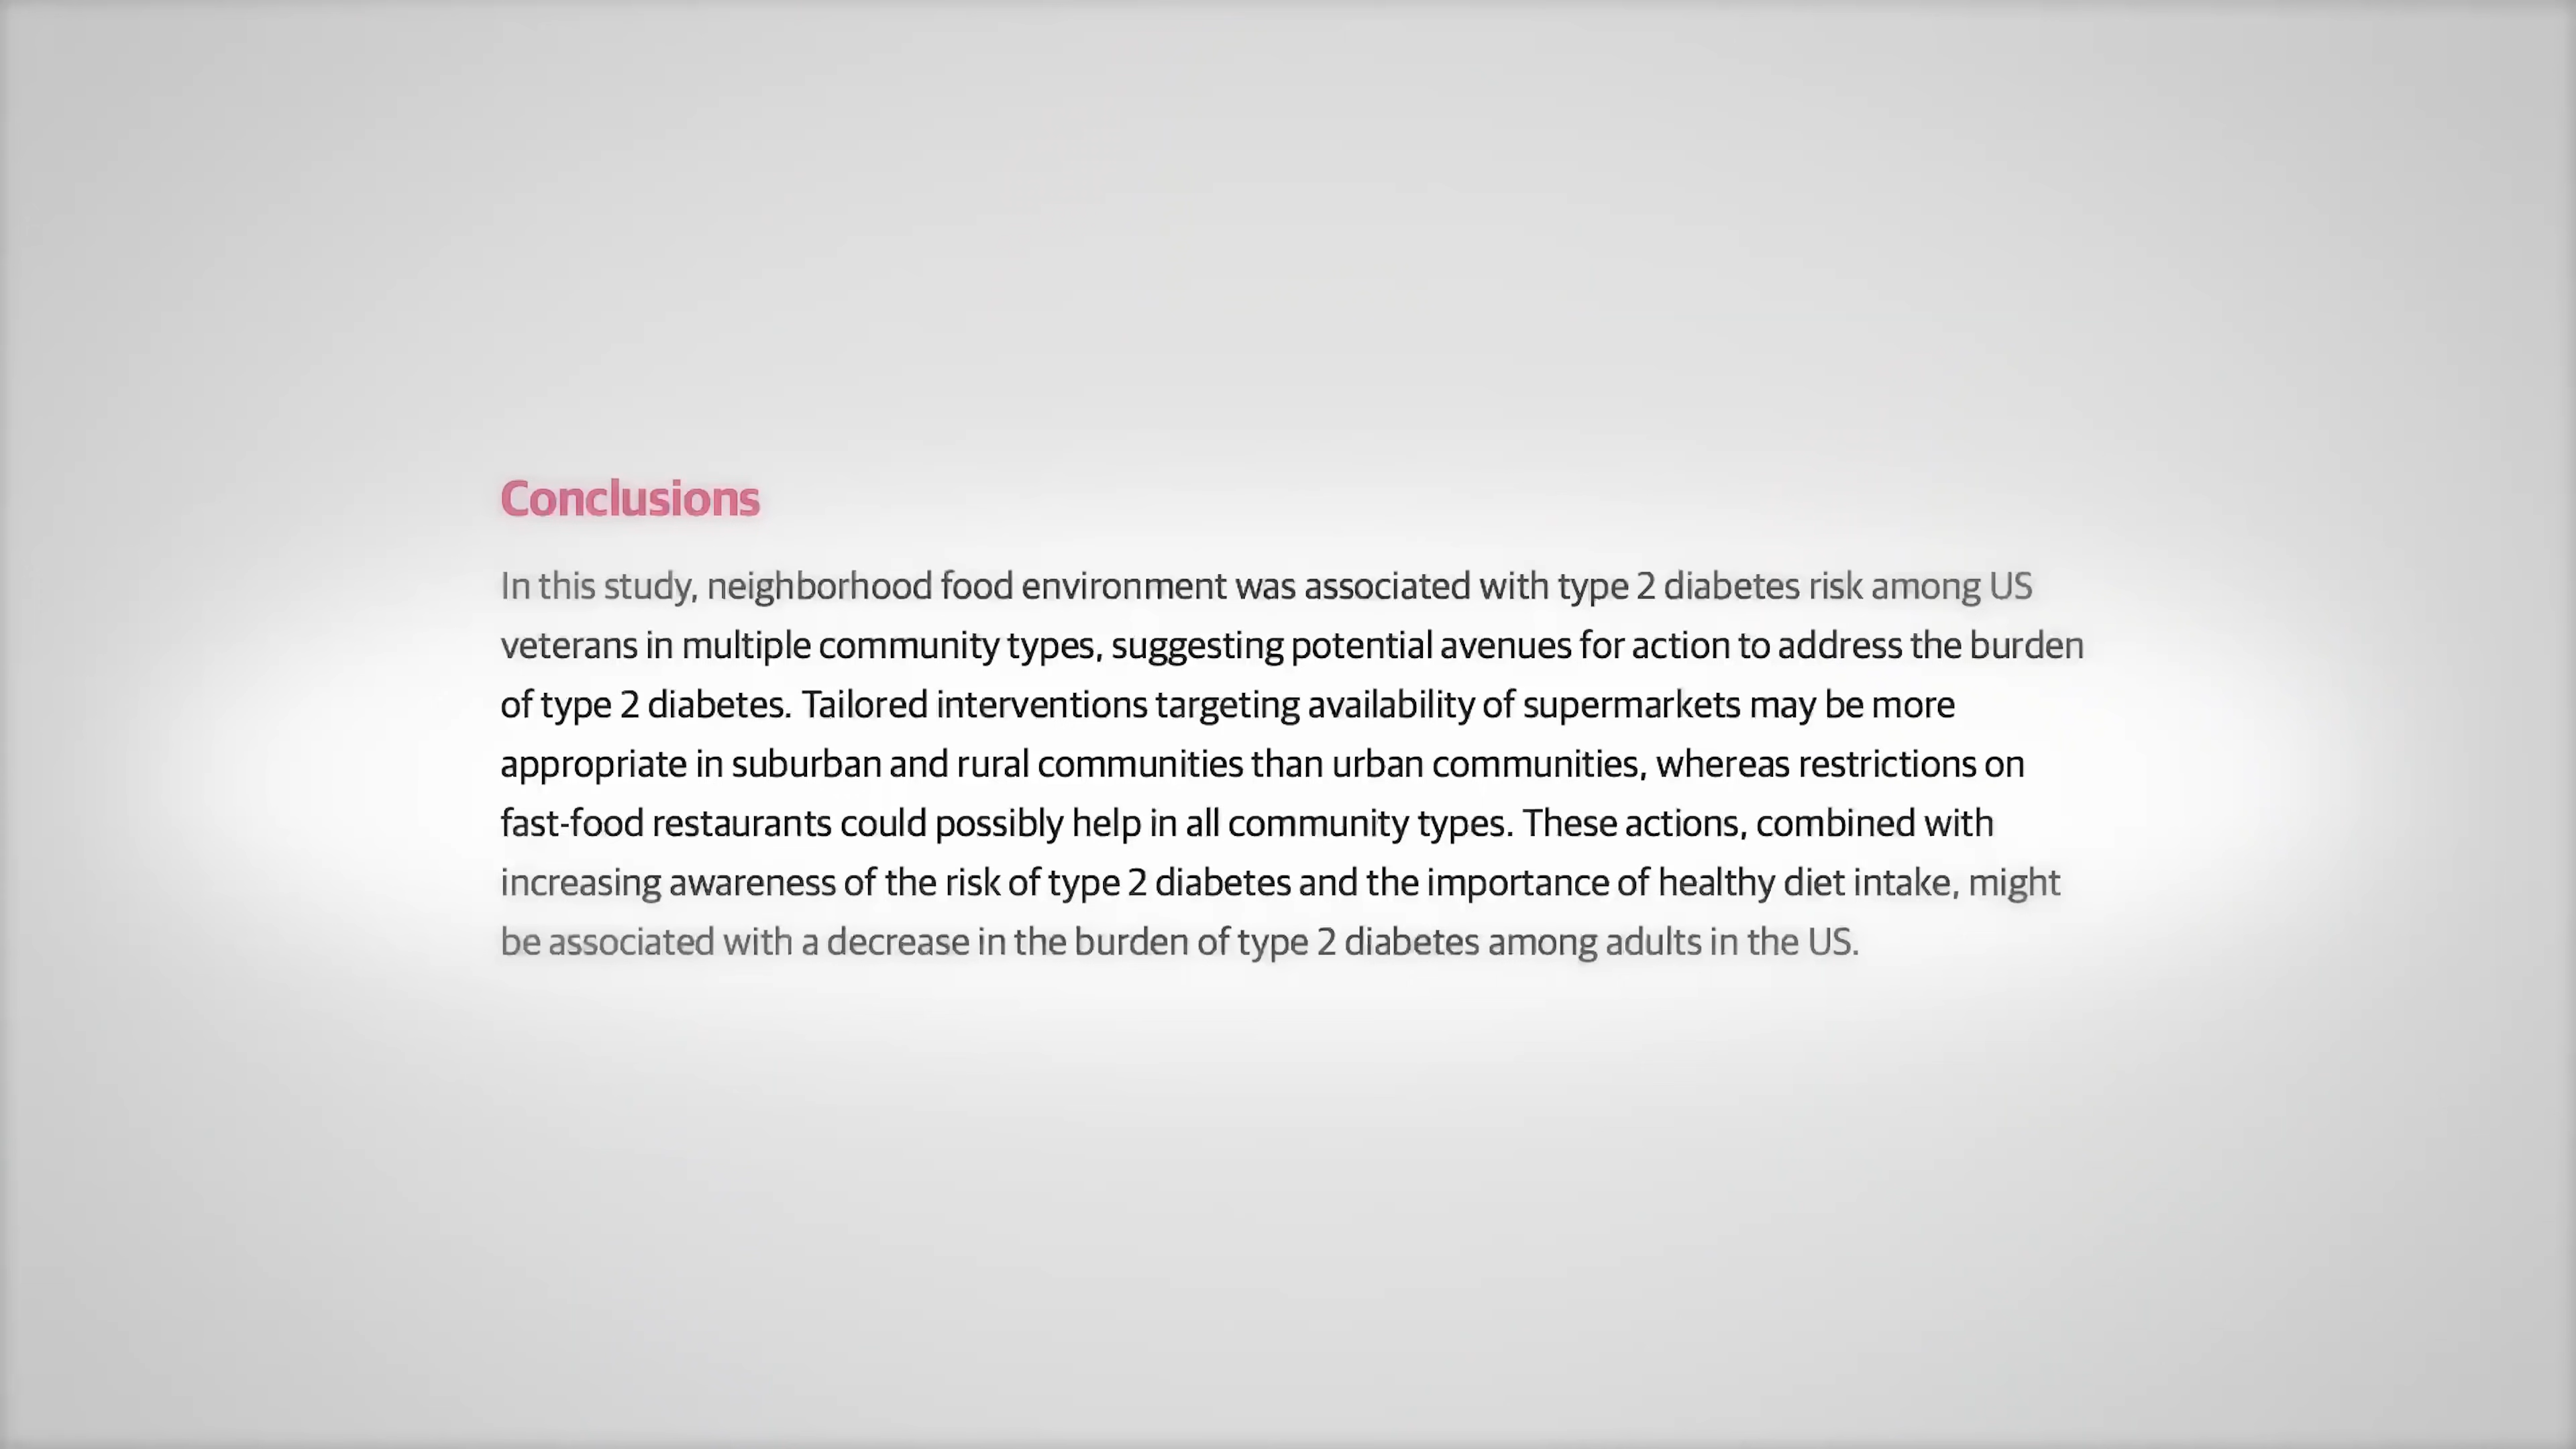 Conclusions
In this study, neighborhood food environment was associated with type 2 diabetes risk among US
veterans in multiple community types, suggesting potential avenues for action to address the burden
of type 2 diabetes. Tailored interventions targeting availability of supermarkets may be more
appropriate in suburban and rural communities than urban communities, whereas restrictions on
fast-food restaurants could possibly help in all community types. These actions, combined with
increasing awareness of the risk of type 2 diabetes and the importance of healthy diet intake, might
be associated with a decrease in the burden of type 2 diabetes among adults in the US.